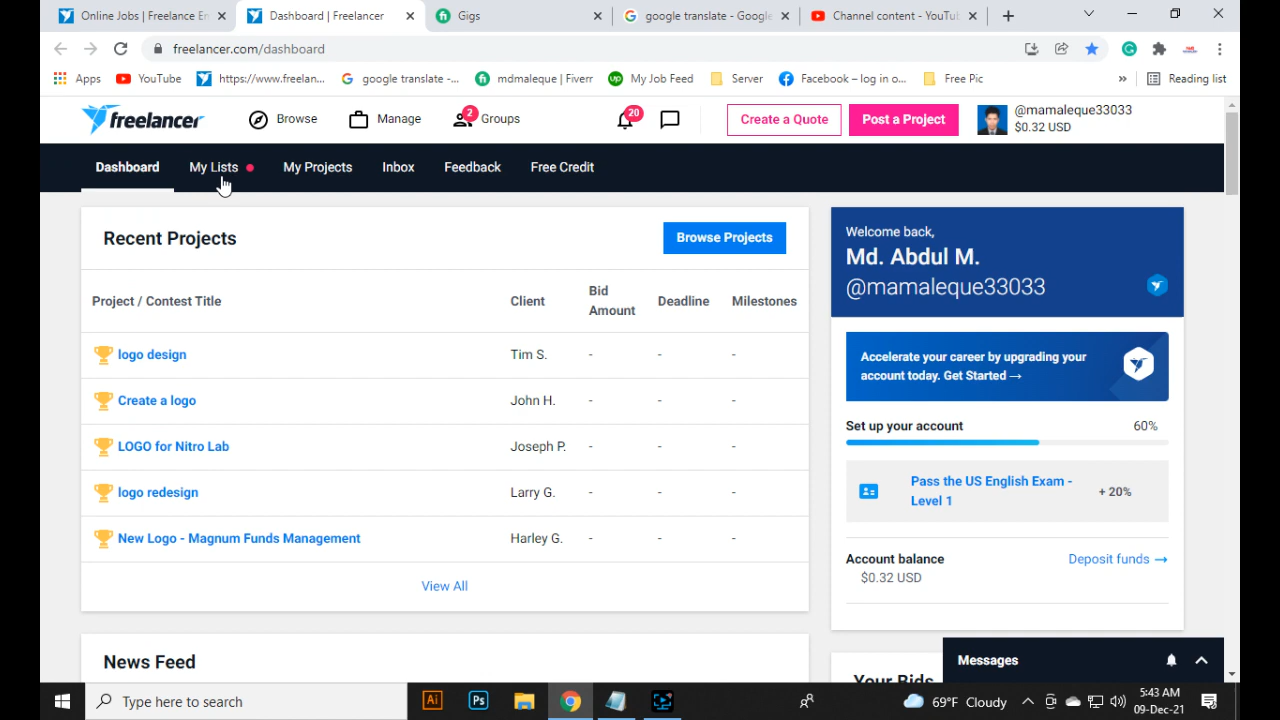 Online Jobs | Freelance En
Dashboard | Freelancer
Gigs
google translate - Google
Channel content - YouTu
freelancer.com/dashboard
Apps
YouTube
https://www.freelan...
google translate -...
mdmaleque | Fiverr
My Job Feed
Server
Facebook – log in o...
Free Pic
»
Reading list
freelancer
Browse
Manage
2
Groups
20
Create a Quote
Post a Project
@mamaleque33033
$0.32 USD
Dashboard
My Lists
My Projects
Inbox
Feedback
Free Credit
Recent Projects
Browse Projects
Project / Contest Title
Client
Bid
Amount
Deadline
Milestones
logo design
Tim S.
-
-
-
Create a logo
John H.
-
-
-
LOGO for Nitro Lab
Joseph P.
-
-
-
logo redesign
Larry G.
-
-
-
New Logo - Magnum Funds Management
Harley G.
-
-
-
View All
News Feed
Welcome back,
Md. Abdul M.
@mamaleque33033
Accelerate your career by upgrading your
account today. Get Started →
Set up your account
60%
Pass the US English Exam -
Level 1
+ 20%
Account balance
Deposit funds →
$0.32 USD
Messages
Your Bids
Type here to search
Ai
Ps
69°F Cloudy
5:43 AM
09-Dec-21